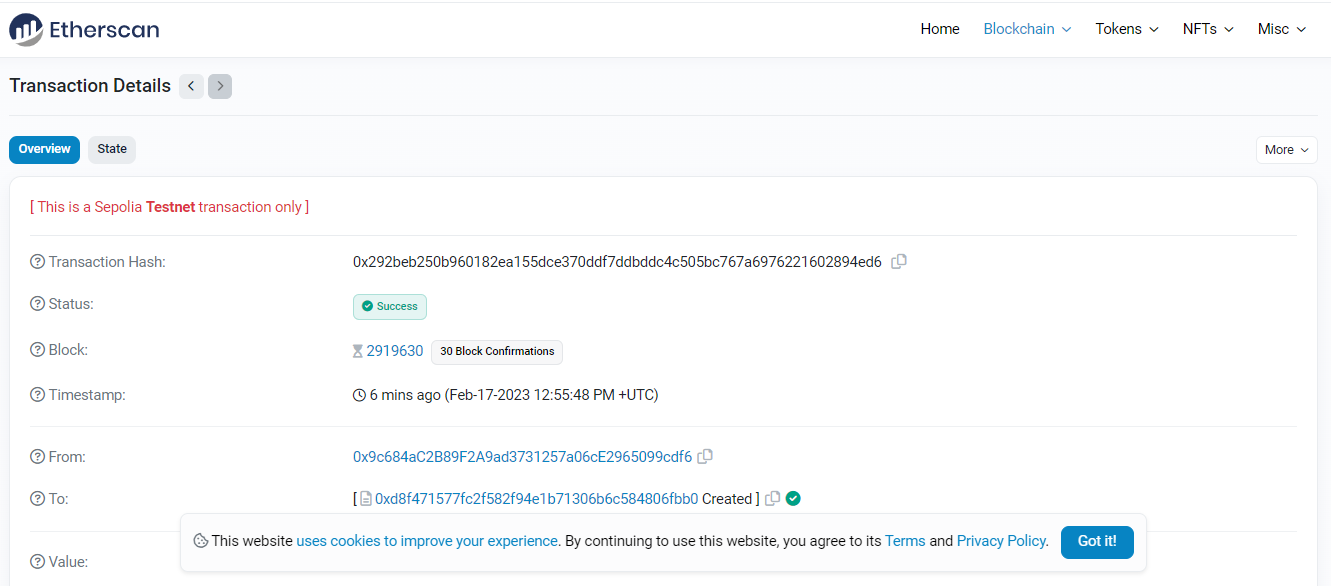 Etherscan
Home Blockchain Tokens NFTs Misc
Transaction Details
Overview State More
[ This is a Sepolia Testnet transaction only ]
Transaction Hash: 0x292beb250b960182ea155dce370ddf7ddbddc4c505bc767a6976221602894ed6
Status: Success
Block: 2919630 30 Block Confirmations
Timestamp: 6 mins ago (Feb-17-2023 12:55:48 PM +UTC)
From: 0x9c684aC2B89F2A9ad3731257a06cE2965099cdf6
To: [ 0xd8f471577fc2f582f94e1b71306b6c584806fbb0 Created ]
This website uses cookies to improve your experience. By continuing to use this website, you agree to its Terms and Privacy Policy. Got it!
Value: